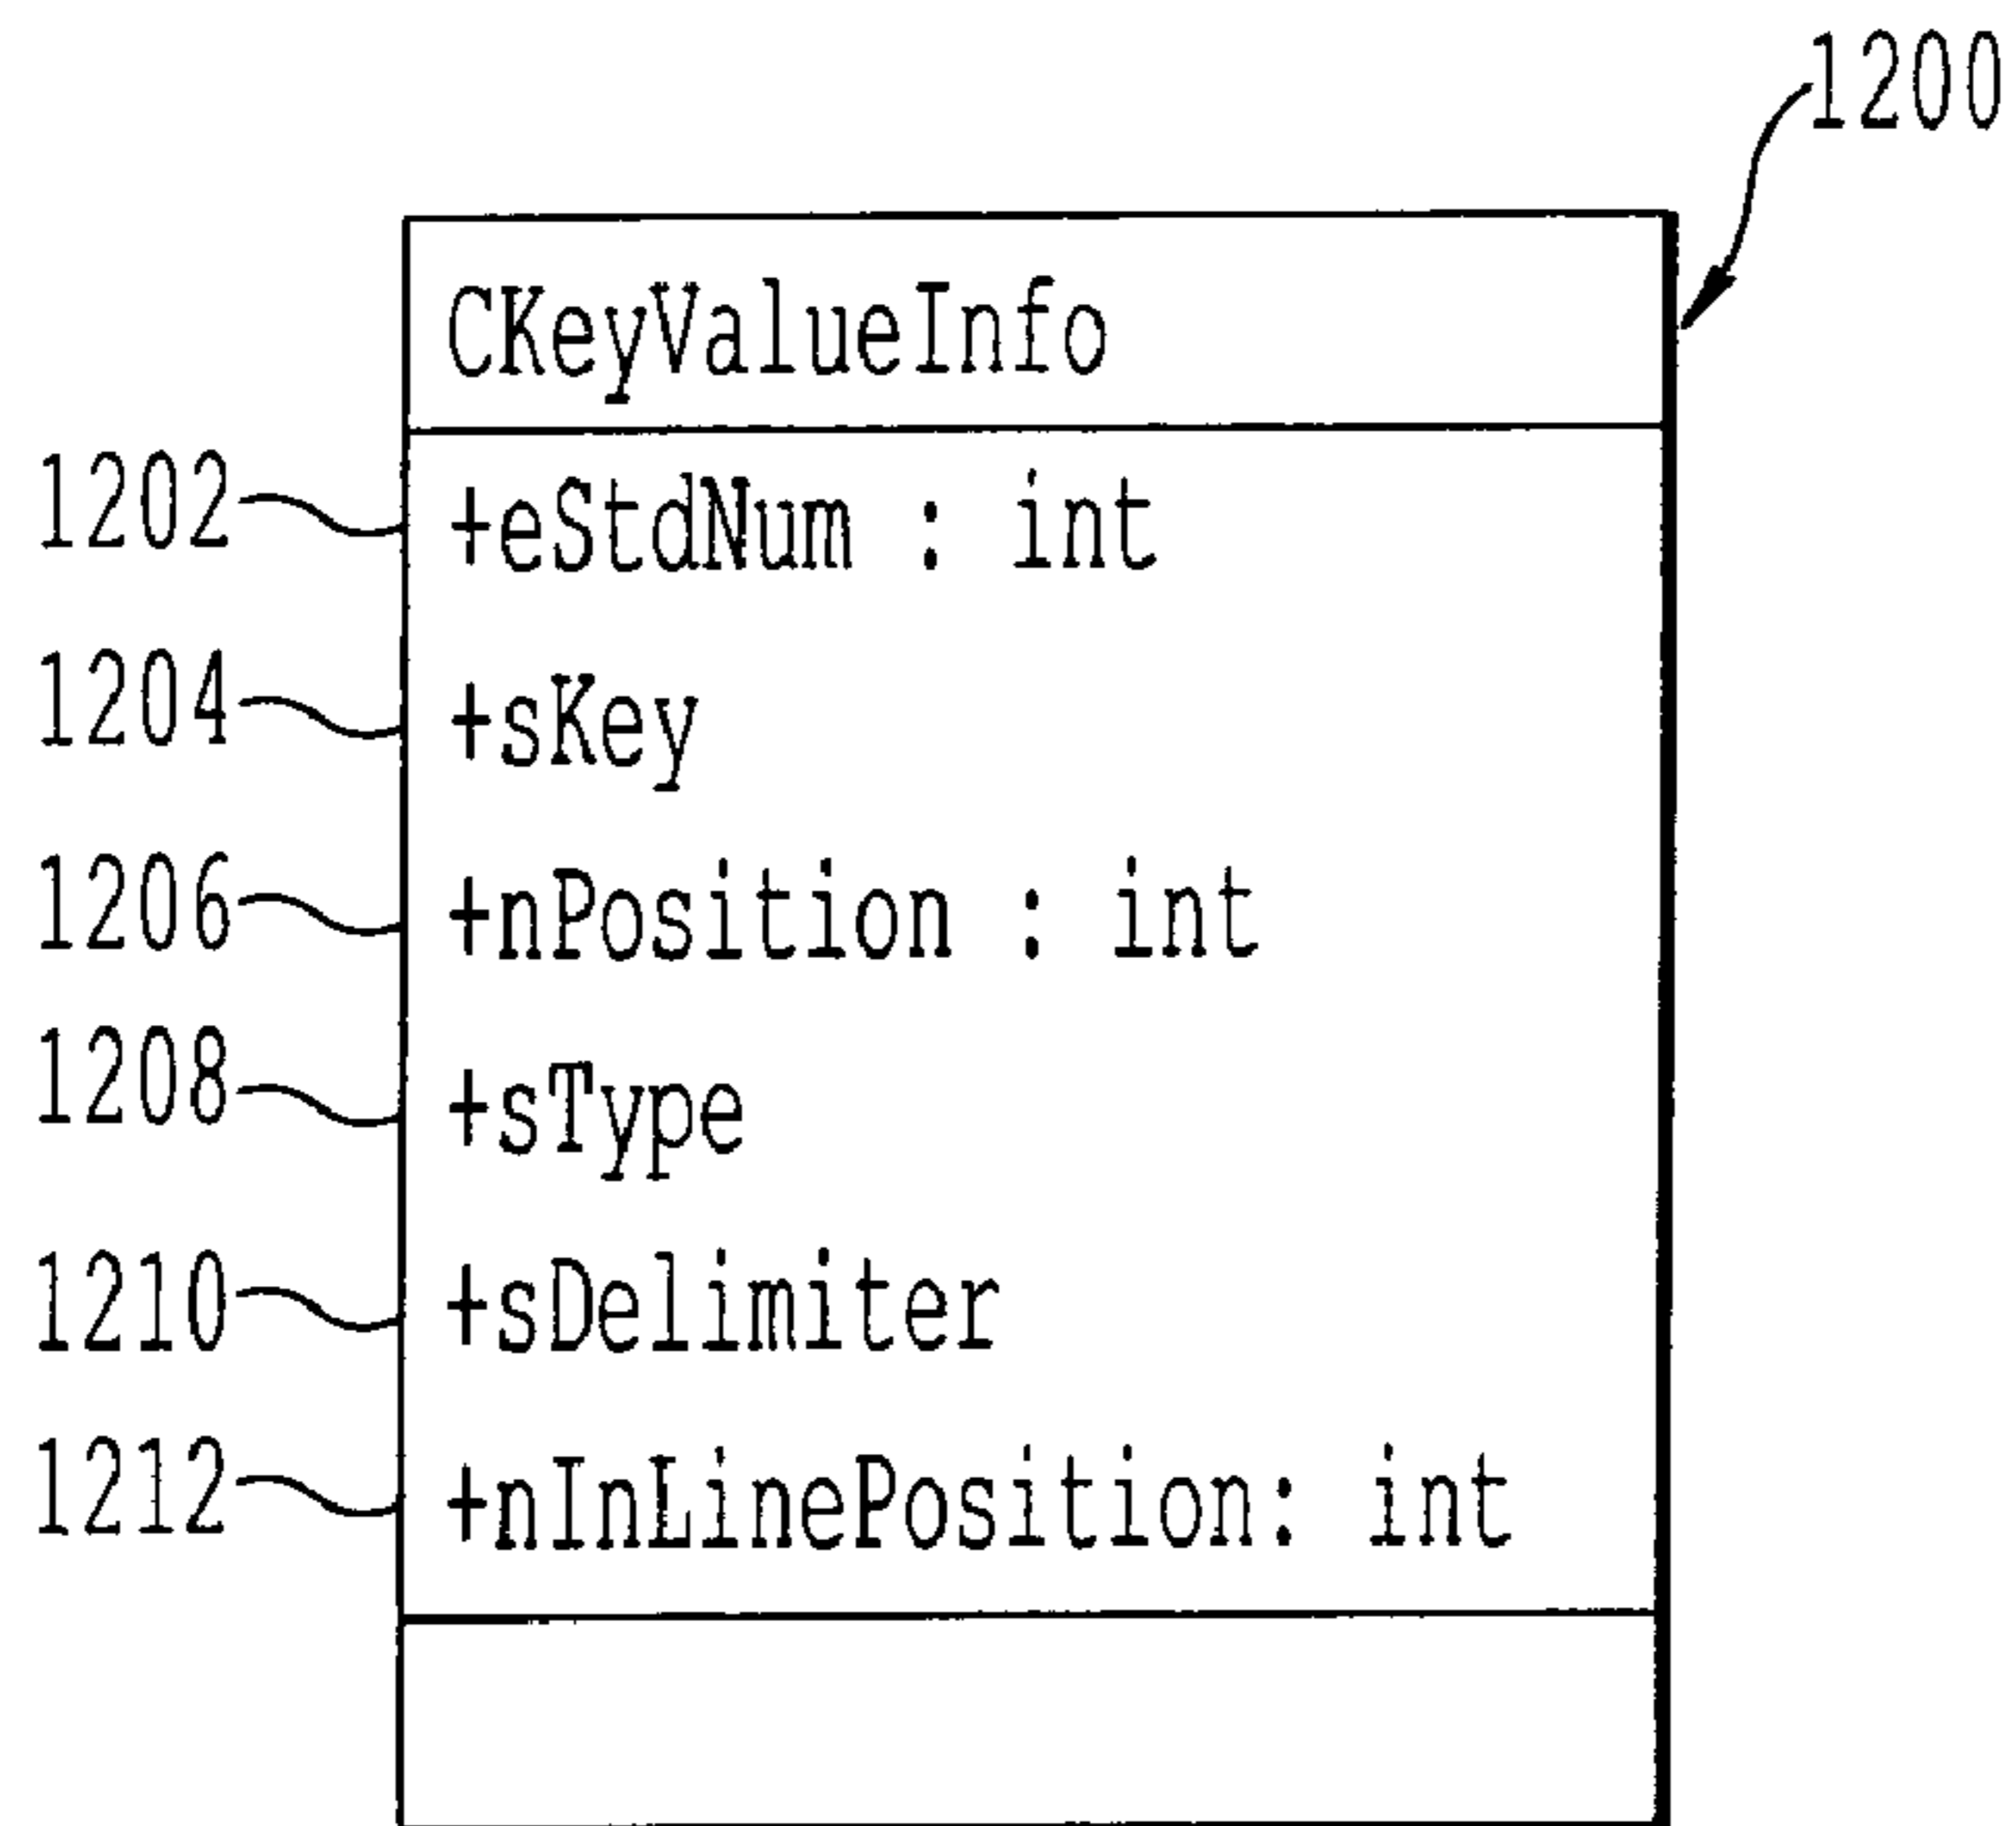 1200
CKeyValueInfo
1202 +eStdNum : int
1204 +sKey
1206 +nPosition : int
1208 +sType
1210 +sDelimiter
1212 +nInLinePosition: int